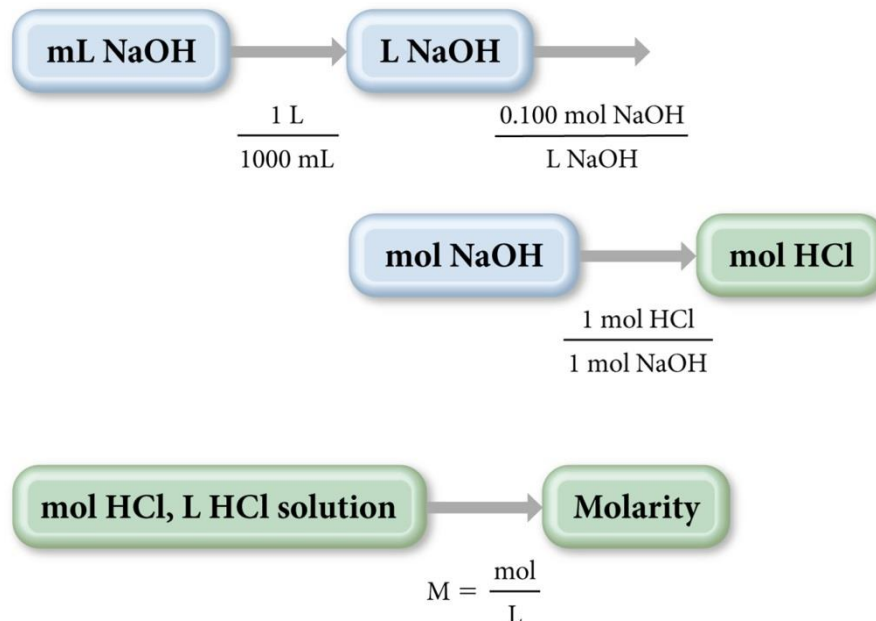 mL NaOH
L NaOH
1 L
1000 mL
0.100 mol NaOH
L NaOH
mol NaOH
mol HCl
1 mol HCl
1 mol NaOH
mol HCl, L HCl solution
Molarity
M = mol
L